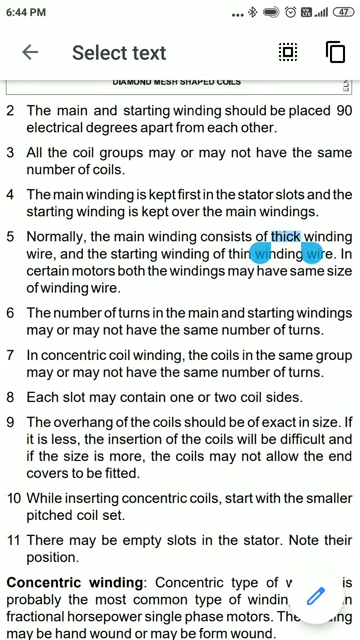 6:44 PM
47
Select text
DIAMOND MESH SHAPED COILS
2 The main and starting winding should be placed 90
electrical degrees apart from each other.
3 All the coil groups may or may not have the same
number of coils.
4 The main winding is kept first in the stator slots and the
starting winding is kept over the main windings.
5 Normally, the main winding consists of thick winding
wire, and the starting winding of thin winding wire. In
certain motors both the windings may have same size
of winding wire.
6 The number of turns in the main and starting windings
may or may not have the same number of turns.
7 In concentric coil winding, the coils in the same group
may or may not have the same number of turns.
8 Each slot may contain one or two coil sides.
9 The overhang of the coils should be of exact in size. If
it is less, the insertion of the coils will be difficult and
if the size is more, the coils may not allow the end
covers to be fitted.
10 While inserting concentric coils, start with the smaller
pitched coil set.
11 There may be empty slots in the stator. Note their
position.
Concentric winding: Concentric type of is
probably the most common type of winding in
fractional horsepower single phase motors. The
may be hand wound or may be form wound.